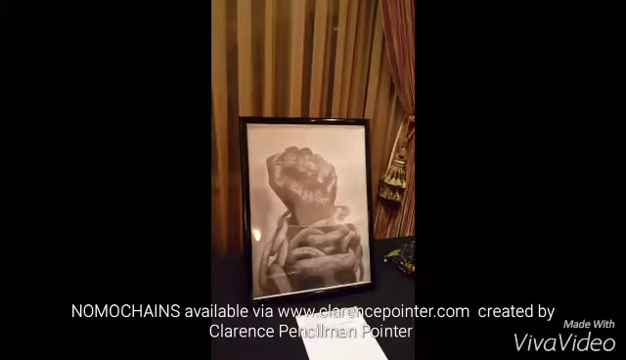 NOMOCHAINS available via www.clarencepointer.com created by
Clarence Pencilman Pointer
Made With
VivaVideo